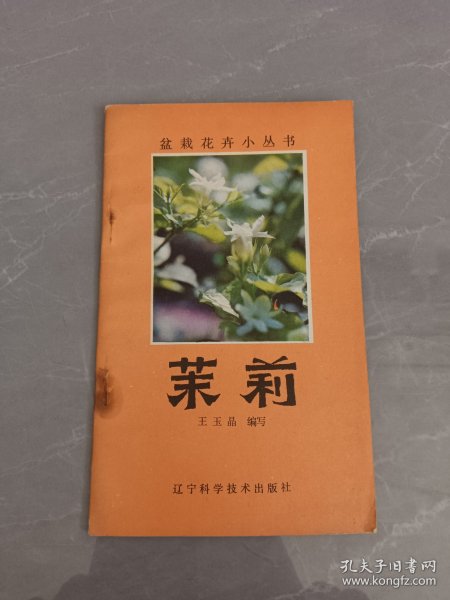 盆栽花卉小丛书
茉莉
王玉晶 编写
辽宁科学技术出版社
孔夫子旧书网
www.kongfz.com